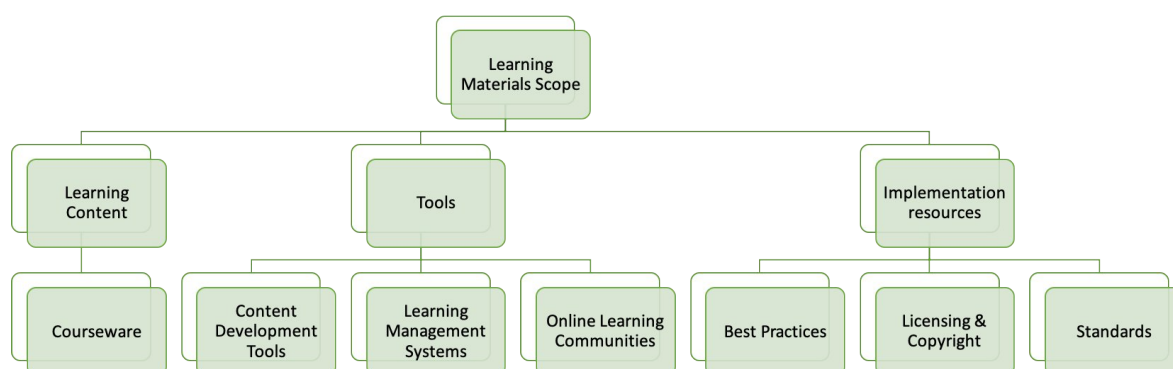 Learning
Materials Scope
Learning
Content
Tools
Implementation
resources
Courseware
Content
Development
Tools
Learning
Management
Systems
Online Learning
Communities
Best Practices
Licensing &
Copyright
Standards